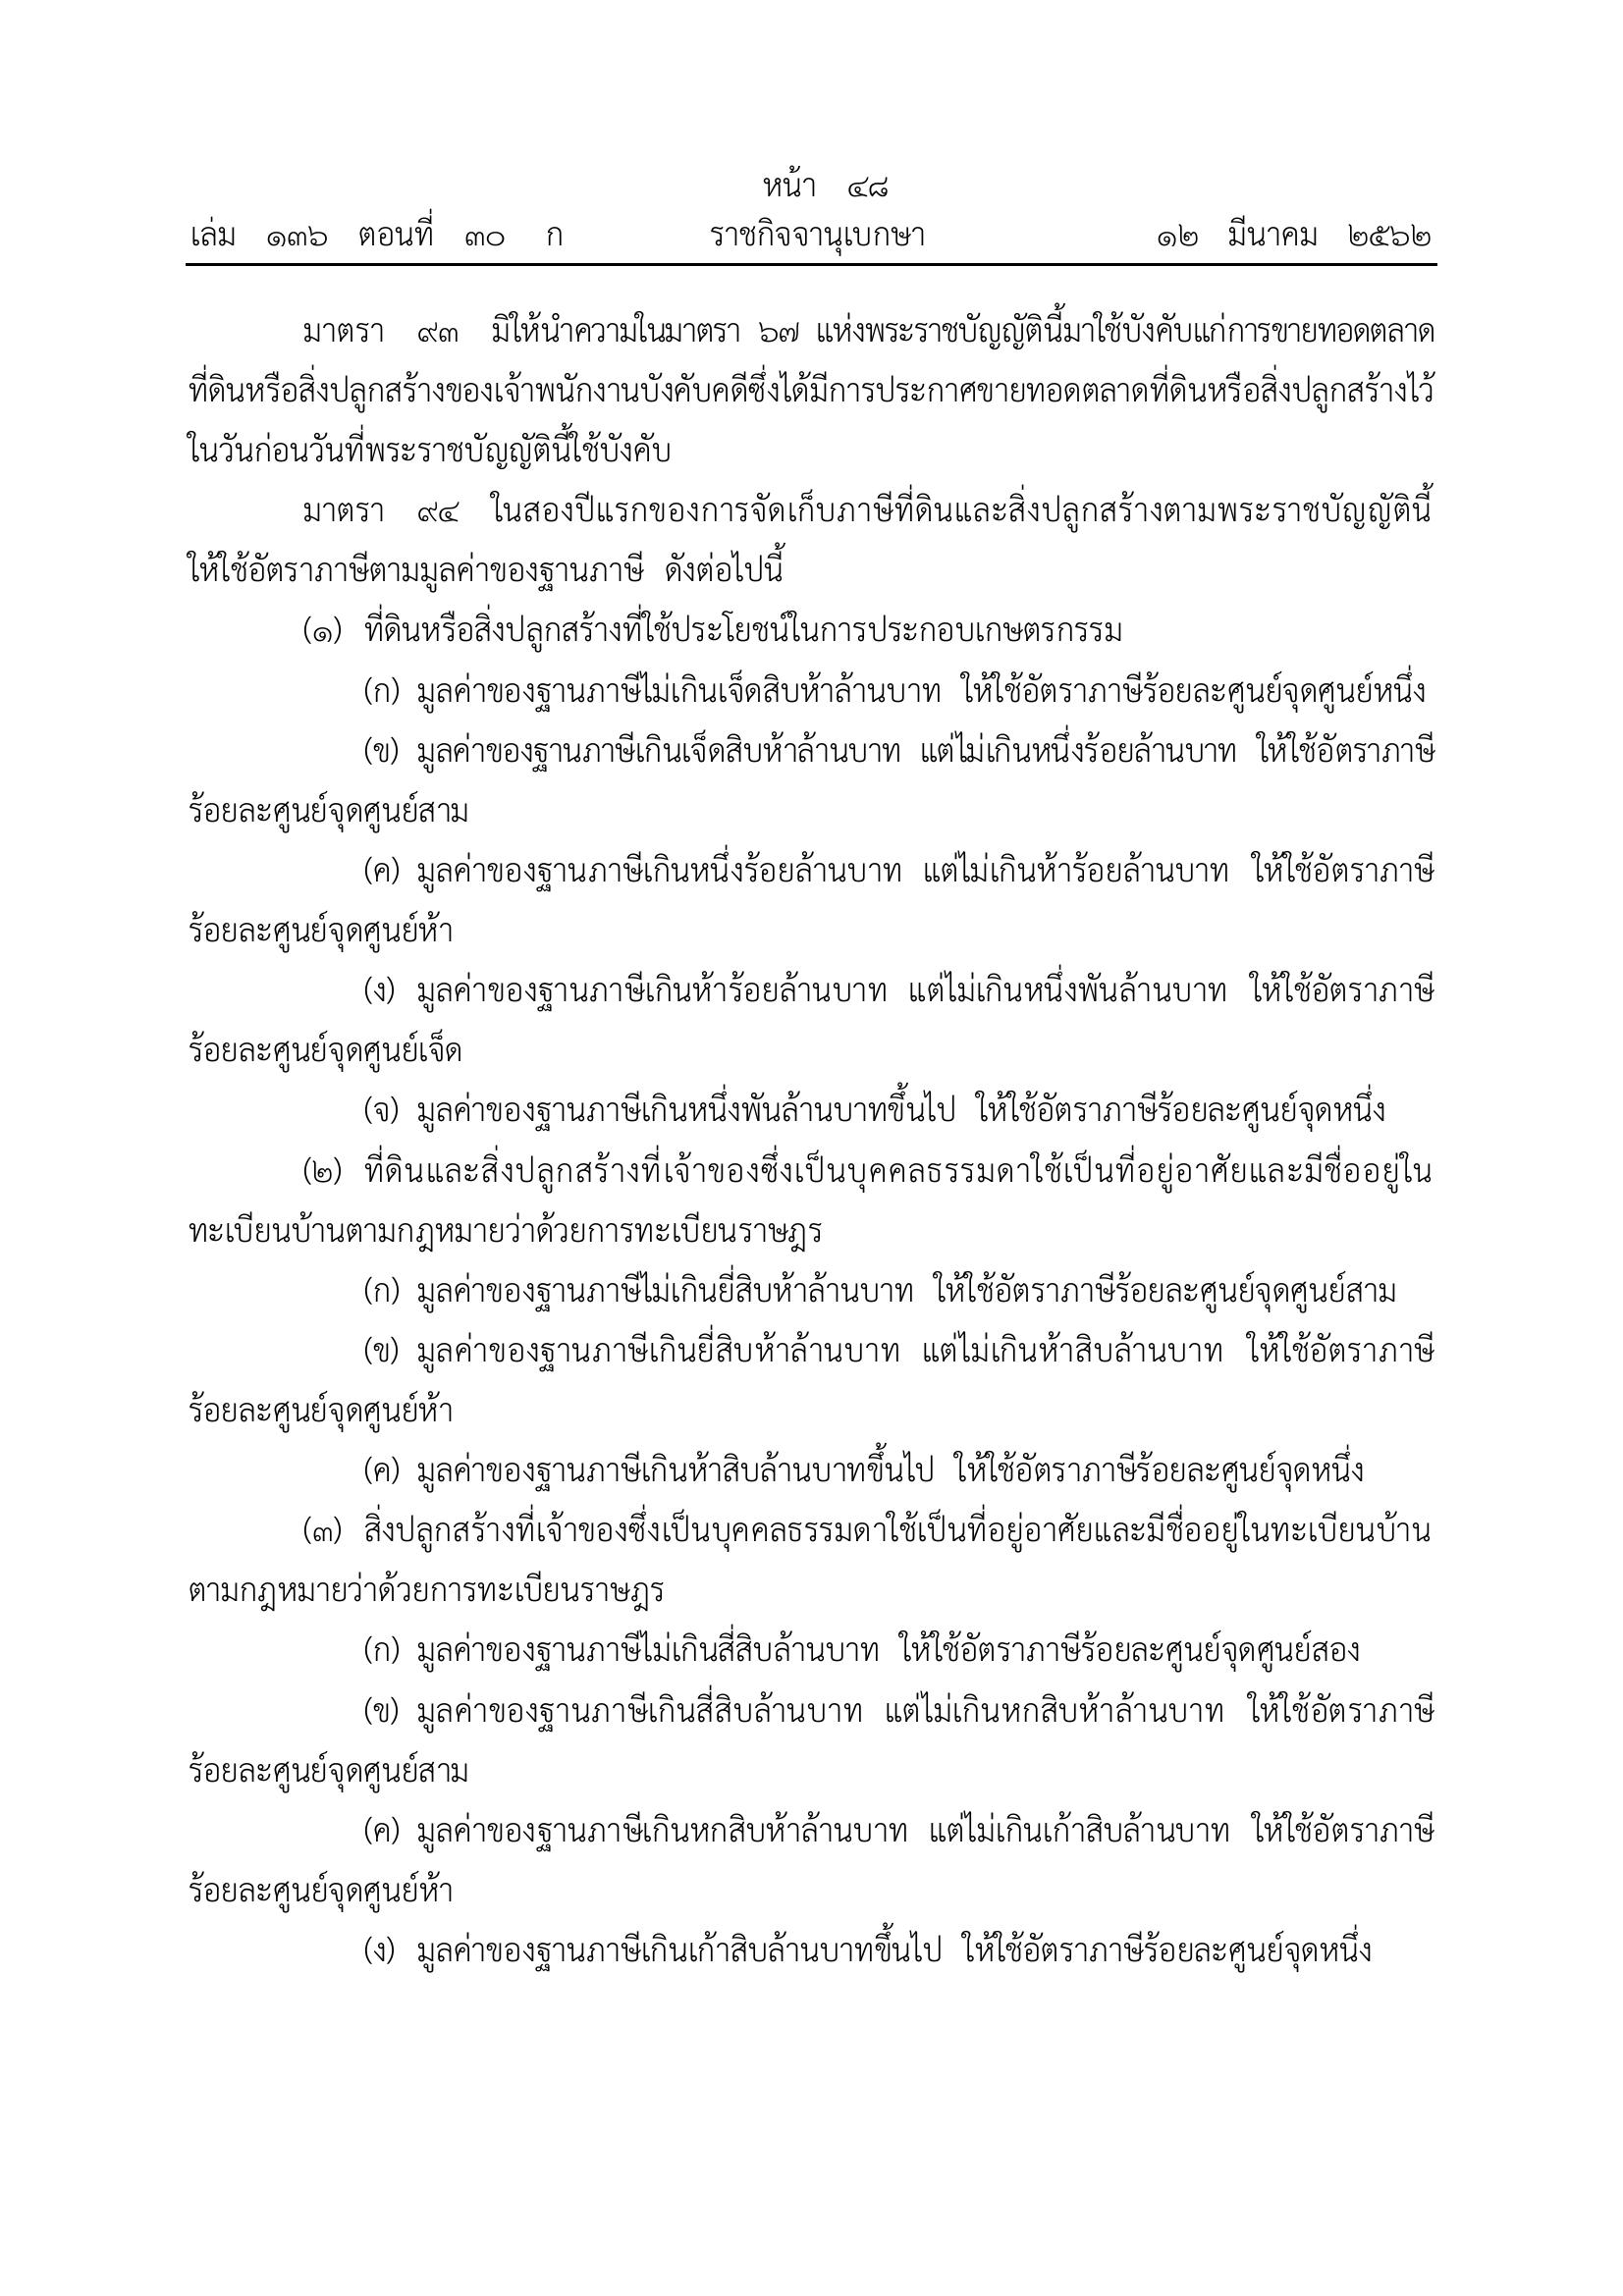 หน้า ๔๘
เล่ม ๑๓๖ ตอนที่ ๓๐ ก ราชกิจจานุเบกษา ๑๒ มีนาคม ๒๕๖๒
มาตรา ๙๓ มิให้นำความในมาตรา ๖๗ แห่งพระราชบัญญัตินี้มาใช้บังคับแก่การขายทอดตลาด
ที่ดินหรือสิ่งปลูกสร้างของเจ้าพนักงานบังคับคดีซึ่งได้มีการประกาศขายทอดตลาดที่ดินหรือสิ่งปลูกสร้างไว้
ในวันก่อนวันที่พระราชบัญญัตินี้ใช้บังคับ
มาตรา ๙๔ ในสองปีแรกของการจัดเก็บภาษีที่ดินและสิ่งปลูกสร้างตามพระราชบัญญัตินี้
ให้ใช้อัตราภาษีตามมูลค่าของฐานภาษี ดังต่อไปนี้
(๑) ที่ดินหรือสิ่งปลูกสร้างที่ใช้ประโยชน์ในการประกอบเกษตรกรรม
(ก) มูลค่าของฐานภาษีไม่เกินเจ็ดสิบห้าล้านบาท ให้ใช้อัตราภาษีร้อยละศูนย์จุดศูนย์หนึ่ง
(ข) มูลค่าของฐานภาษีเกินเจ็ดสิบห้าล้านบาท แต่ไม่เกินหนึ่งร้อยล้านบาท ให้ใช้อัตราภาษี
ร้อยละศูนย์จุดศูนย์สาม
(ค) มูลค่าของฐานภาษีเกินหนึ่งร้อยล้านบาท แต่ไม่เกินห้าร้อยล้านบาท ให้ใช้อัตราภาษี
ร้อยละศูนย์จุดศูนย์ห้า
(ง) มูลค่าของฐานภาษีเกินห้าร้อยล้านบาท แต่ไม่เกินหนึ่งพันล้านบาท ให้ใช้อัตราภาษี
ร้อยละศูนย์จุดศูนย์เจ็ด
(จ) มูลค่าของฐานภาษีเกินหนึ่งพันล้านบาทขึ้นไป ให้ใช้อัตราภาษีร้อยละศูนย์จุดหนึ่ง
(๒) ที่ดินและสิ่งปลูกสร้างที่เจ้าของซึ่งเป็นบุคคลธรรมดาใช้เป็นที่อยู่อาศัยและมีชื่ออยู่ใน
ทะเบียนบ้านตามกฎหมายว่าด้วยการทะเบียนราษฎร
(ก) มูลค่าของฐานภาษีไม่เกินยี่สิบห้าล้านบาท ให้ใช้อัตราภาษีร้อยละศูนย์จุดศูนย์สาม
(ข) มูลค่าของฐานภาษีเกินยี่สิบห้าล้านบาท แต่ไม่เกินห้าสิบล้านบาท ให้ใช้อัตราภาษี
ร้อยละศูนย์จุดศูนย์ห้า
(ค) มูลค่าของฐานภาษีเกินห้าสิบล้านบาทขึ้นไป ให้ใช้อัตราภาษีร้อยละศูนย์จุดหนึ่ง
(๓) สิ่งปลูกสร้างที่เจ้าของซึ่งเป็นบุคคลธรรมดาใช้เป็นที่อยู่อาศัยและมีชื่ออยู่ในทะเบียนบ้าน
ตามกฎหมายว่าด้วยการทะเบียนราษฎร
(ก) มูลค่าของฐานภาษีไม่เกินสี่สิบล้านบาท ให้ใช้อัตราภาษีร้อยละศูนย์จุดศูนย์สอง
(ข) มูลค่าของฐานภาษีเกินสี่สิบล้านบาท แต่ไม่เกินหกสิบห้าล้านบาท ให้ใช้อัตราภาษี
ร้อยละศูนย์จุดศูนย์สาม
(ค) มูลค่าของฐานภาษีเกินหกสิบห้าล้านบาท แต่ไม่เกินเก้าสิบล้านบาท ให้ใช้อัตราภาษี
ร้อยละศูนย์จุดศูนย์ห้า
(ง) มูลค่าของฐานภาษีเกินเก้าสิบล้านบาทขึ้นไป ให้ใช้อัตราภาษีร้อยละศูนย์จุดหนึ่ง